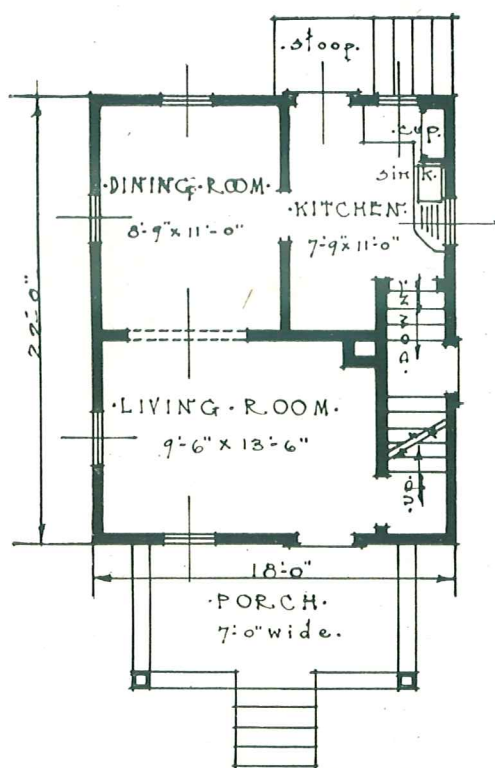 ·stoop·
·cup.
sink.
·DINING·ROOM·
8'-9" x 11'-0"
·KITCHEN·
7'-9" x 11'-0"
DOWN.
22'-0"
·LIVING·ROOM·
9'-6" x 13'-6"
UP.
18'-0"
·PORCH·
7'-0" wide.